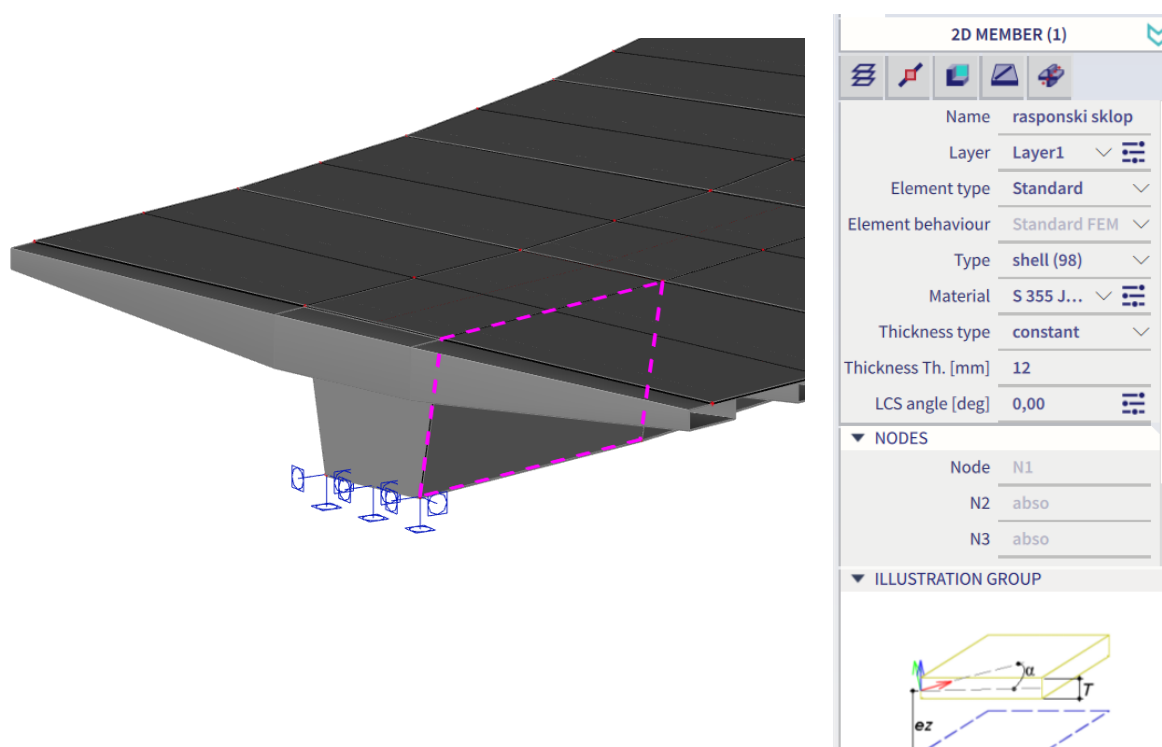 2D MEMBER (1)
Name rasponski sklop
Layer Layer1
Element type Standard
Element behaviour Standard FEM
Type shell (98)
Material S 355 J...
Thickness type constant
Thickness Th. [mm] 12
LCS angle [deg] 0,00
NODES
Node N1
N2 abso
N3 abso
ILLUSTRATION GROUP
α
T
ez